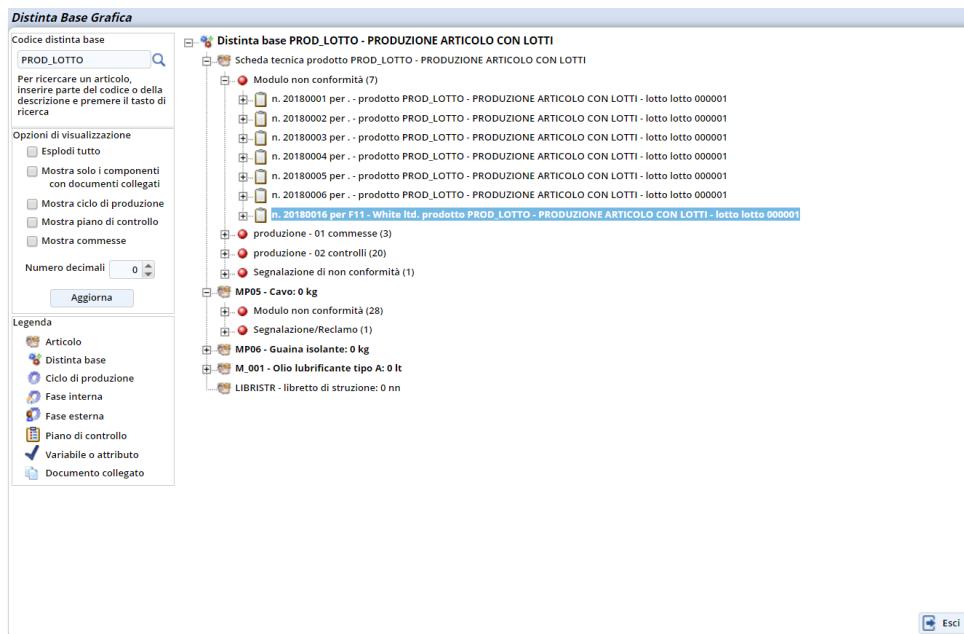 Distinta Base Grafica
Codice distinta base
PROD_LOTTO
Per ricercare un articolo,
inserire parte del codice o della
descrizione e premere il tasto di
ricerca
Opzioni di visualizzazione
Esplodi tutto
Mostra solo i componenti
con documenti collegati
Mostra ciclo di produzione
Mostra piano di controllo
Mostra commesse
Numero decimali 0
Aggiorna
Legenda
Articolo
Distinta base
Ciclo di produzione
Fase interna
Fase esterna
Piano di controllo
Variabile o attributo
Documento collegato
Distinta base PROD_LOTTO - PRODUZIONE ARTICOLO CON LOTTI
Scheda tecnica prodotto PROD_LOTTO - PRODUZIONE ARTICOLO CON LOTTI
Modulo non conformità (7)
n. 20180001 per . - prodotto PROD_LOTTO - PRODUZIONE ARTICOLO CON LOTTI - lotto lotto 000001
n. 20180002 per . - prodotto PROD_LOTTO - PRODUZIONE ARTICOLO CON LOTTI - lotto lotto 000001
n. 20180003 per . - prodotto PROD_LOTTO - PRODUZIONE ARTICOLO CON LOTTI - lotto lotto 000001
n. 20180004 per . - prodotto PROD_LOTTO - PRODUZIONE ARTICOLO CON LOTTI - lotto lotto 000001
n. 20180005 per . - prodotto PROD_LOTTO - PRODUZIONE ARTICOLO CON LOTTI - lotto lotto 000001
n. 20180006 per . - prodotto PROD_LOTTO - PRODUZIONE ARTICOLO CON LOTTI - lotto lotto 000001
n. 20180016 per F11 - White ltd. prodotto PROD_LOTTO - PRODUZIONE ARTICOLO CON LOTTI - lotto lotto 000001
produzione - 01 commesse (3)
produzione - 02 controlli (20)
Segnalazione di non conformità (1)
MP05 - Cavo: 0 kg
Modulo non conformità (28)
Segnalazione/Reclamo (1)
MP06 - Guaina isolante: 0 kg
M_001 - Olio lubrificante tipo A: 0 lt
LIBRISTR - libretto di struzione: 0 nn
Esci